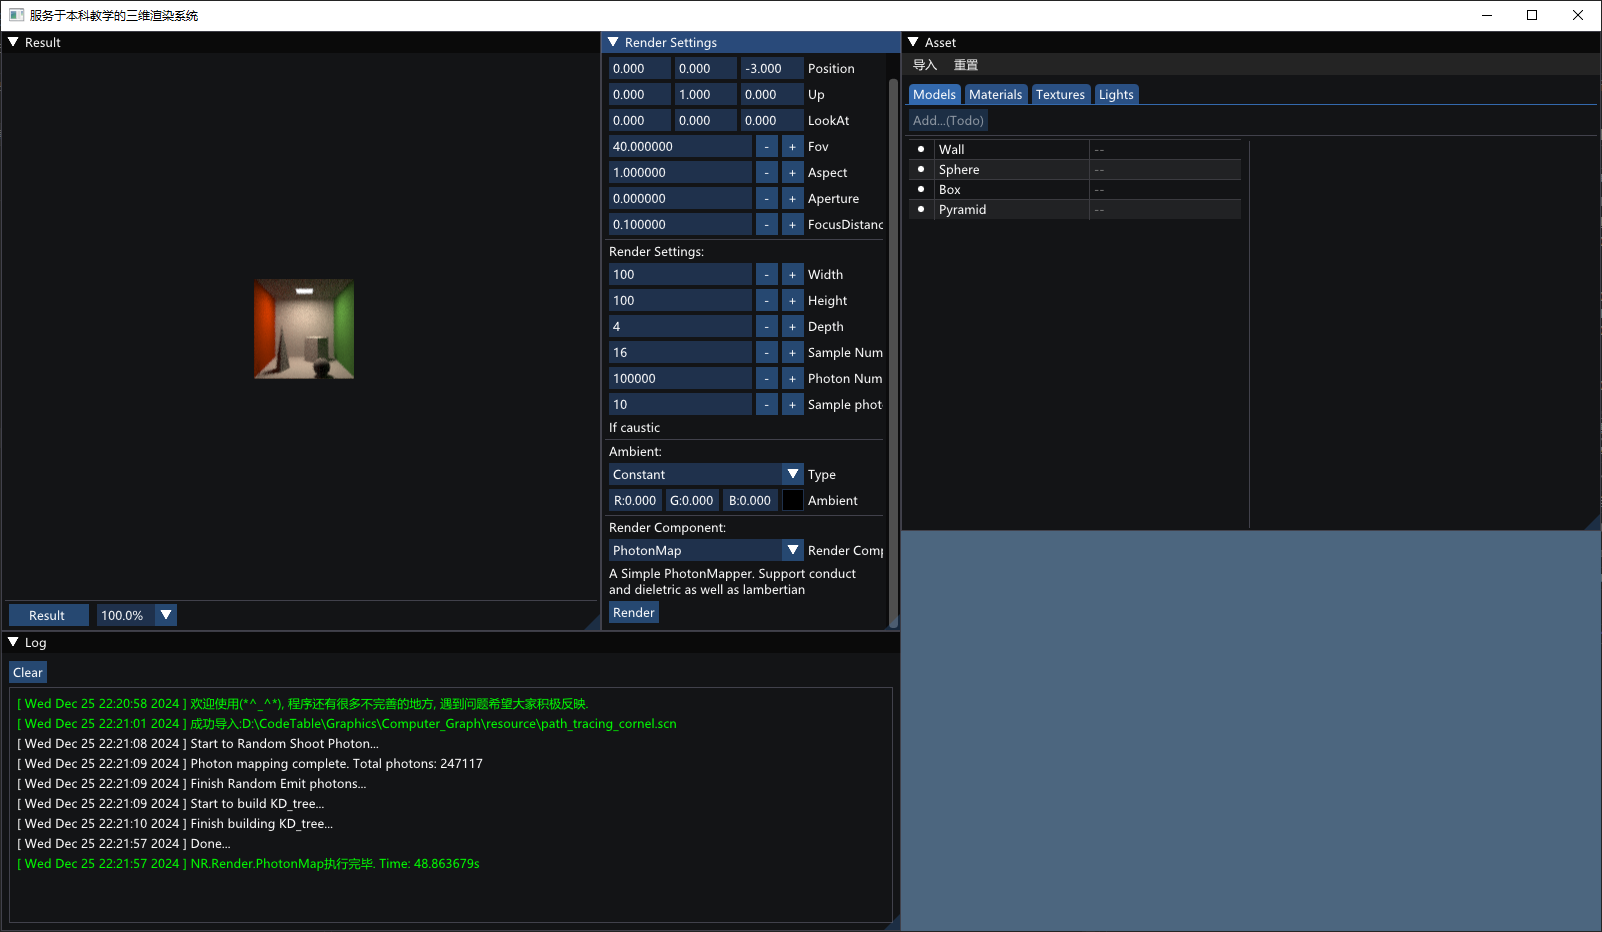 服务于本科教学的三维渲染系统
Result
Result 100.0%
Render Settings
0.000 0.000 -3.000 Position
0.000 1.000 0.000 Up
0.000 0.000 0.000 LookAt
40.000000 - + Fov
1.000000 - + Aspect
0.000000 - + Aperture
0.100000 - + FocusDistanc
Render Settings:
100 - + Width
100 - + Height
4 - + Depth
16 - + Sample Num
100000 - + Photon Num
10 - + Sample phot
If caustic
Ambient:
Constant Type
R:0.000 G:0.000 B:0.000 Ambient
Render Component:
PhotonMap Render Comp
A Simple PhotonMapper. Support conduct
and dieletric as well as lambertian
Render
Asset
导入 重置
Models Materials Textures Lights
Add...(Todo)
Wall --
Sphere --
Box --
Pyramid --
Log
Clear
[ Wed Dec 25 22:20:58 2024 ] 欢迎使用(*^_^*), 程序还有很多不完善的地方, 遇到问题希望大家积极反映.
[ Wed Dec 25 22:21:01 2024 ] 成功导入:D:\CodeTable\Graphics\Computer_Graph\resource\path_tracing_cornel.scn
[ Wed Dec 25 22:21:08 2024 ] Start to Random Shoot Photon...
[ Wed Dec 25 22:21:09 2024 ] Photon mapping complete. Total photons: 247117
[ Wed Dec 25 22:21:09 2024 ] Finish Random Emit photons...
[ Wed Dec 25 22:21:09 2024 ] Start to build KD_tree...
[ Wed Dec 25 22:21:10 2024 ] Finish building KD_tree...
[ Wed Dec 25 22:21:57 2024 ] Done...
[ Wed Dec 25 22:21:57 2024 ] NR.Render.PhotonMap执行完毕. Time: 48.863679s